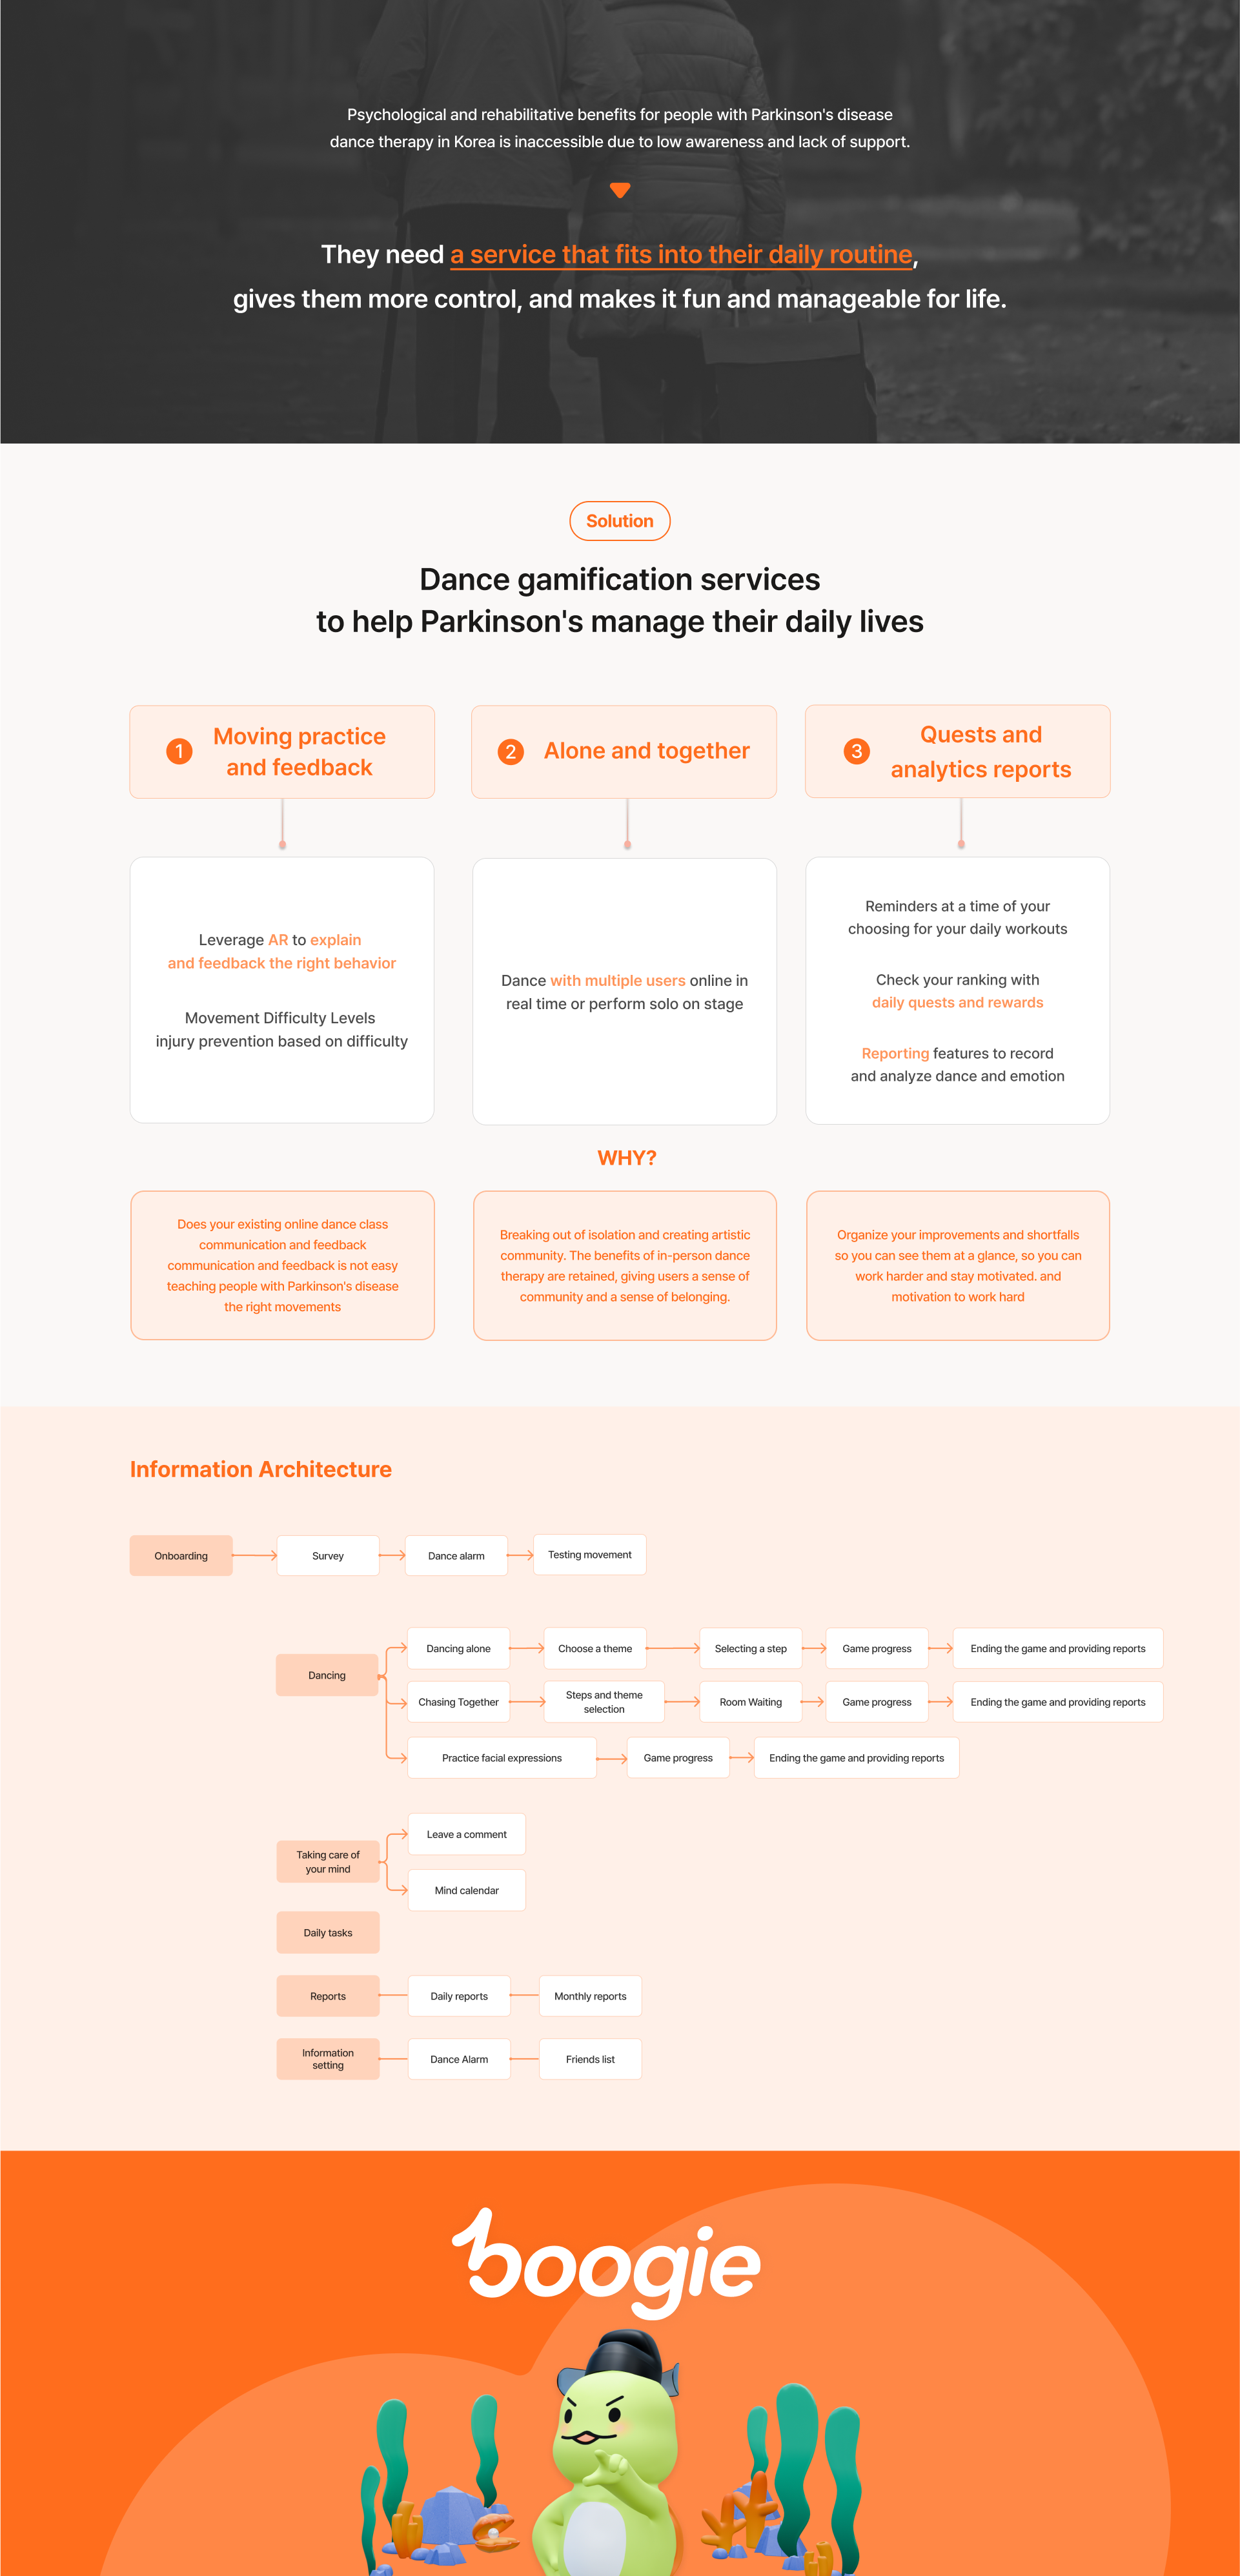 Psychological and rehabilitative benefits for people with Parkinson's disease
dance therapy in Korea is inaccessible due to low awareness and lack of support.
They need a service that fits into their daily routine,
gives them more control, and makes it fun and manageable for life.
Solution
Dance gamification services
to help Parkinson's manage their daily lives
1 Moving practice
and feedback
2 Alone and together
3 Quests and
analytics reports
Leverage AR to explain
and feedback the right behavior
Movement Difficulty Levels
injury prevention based on difficulty
Dance with multiple users online in
real time or perform solo on stage
Reminders at a time of your
choosing for your daily workouts
Check your ranking with
daily quests and rewards
Reporting features to record
and analyze dance and emotion
WHY?
Does your existing online dance class
communication and feedback
communication and feedback is not easy
teaching people with Parkinson's disease
the right movements
Breaking out of isolation and creating artistic
community. The benefits of in-person dance
therapy are retained, giving users a sense of
community and a sense of belonging.
Organize your improvements and shortfalls
so you can see them at a glance, so you can
work harder and stay motivated. and
motivation to work hard
Information Architecture
Onboarding
Survey
Dance alarm
Testing movement
Dancing
Dancing alone
Choose a theme
Selecting a step
Game progress
Ending the game and providing reports
Chasing Together
Steps and theme
selection
Room Waiting
Game progress
Ending the game and providing reports
Practice facial expressions
Game progress
Ending the game and providing reports
Taking care of
your mind
Leave a comment
Mind calendar
Daily tasks
Reports
Daily reports
Monthly reports
Information
setting
Dance Alarm
Friends list
boogie